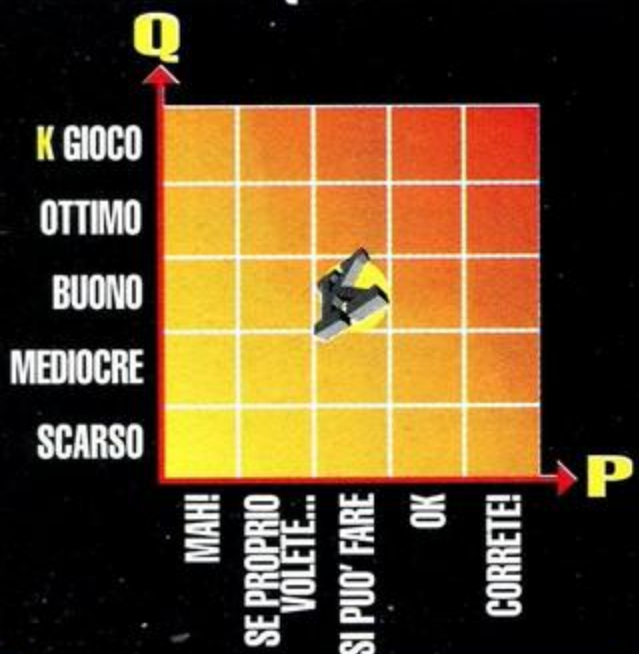 Q
K GIOCO
OTTIMO
BUONO
MEDIOCRE
SCARSO
K
P
MAH!
SE PROPRIO
VOLETE...
SI PUO' FARE
OK
CORRETE!